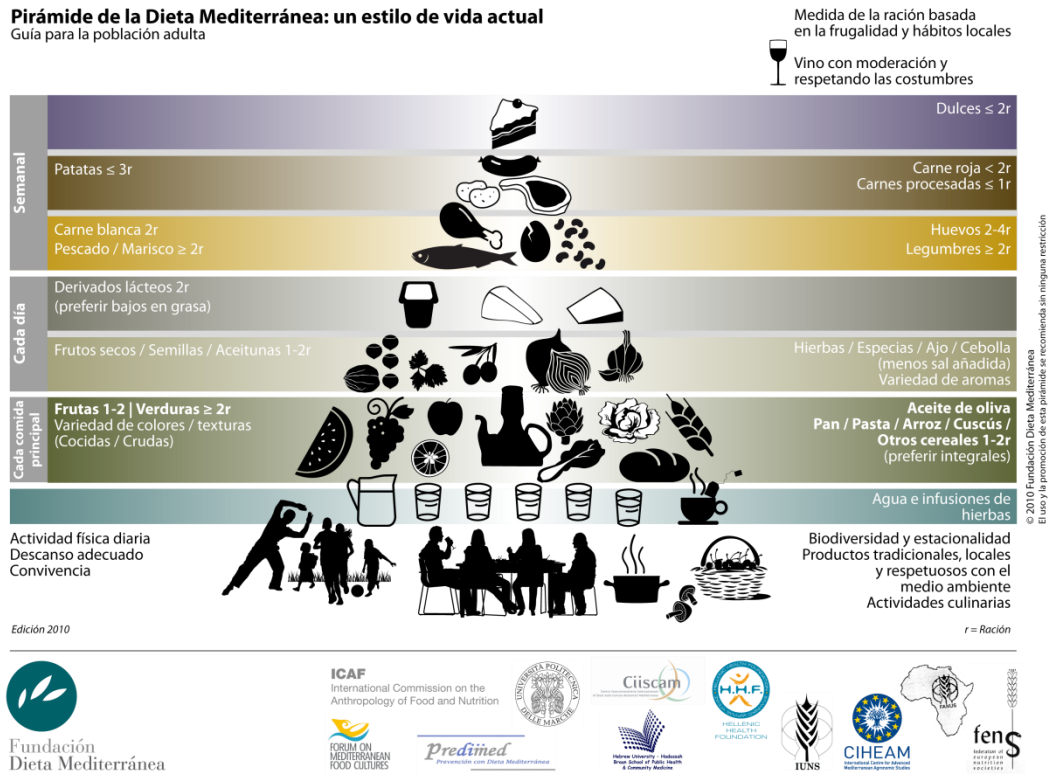 Pirámide de la Dieta Mediterránea: un estilo de vida actual
Guía para la población adulta
Medida de la ración basada
en la frugalidad y hábitos locales
Vino con moderación y
respetando las costumbres
Semanal
Dulces ≤ 2r
Patatas ≤ 3r
Carne roja < 2r
Carnes procesadas ≤ 1r
Carne blanca 2r
Pescado / Marisco ≥ 2r
Huevos 2-4r
Legumbres ≥ 2r
Cada día
Derivados lácteos 2r
(preferir bajos en grasa)
Frutos secos / Semillas / Aceitunas 1-2r
Hierbas / Especias / Ajo / Cebolla
(menos sal añadida)
Variedad de aromas
Cada comida
principal
Frutas 1-2 | Verduras ≥ 2r
Variedad de colores / texturas
(Cocidas / Crudas)
Aceite de oliva
Pan / Pasta / Arroz / Cuscús /
Otros cereales 1-2r
(preferir integrales)
Agua e infusiones de
hierbas
Actividad física diaria
Descanso adecuado
Convivencia
Biodiversidad y estacionalidad
Productos tradicionales, locales
y respetuosos con el
medio ambiente
Actividades culinarias
© 2010 Fundación Dieta Mediterránea
El uso y la promoción de esta pirámide se recomienda sin ninguna restricción
Edición 2010
r = Ración
Fundación
Dieta Mediterránea
ICAF
International Commission on the
Anthropology of Food and Nutrition
FORUM ON
MEDITERRANEAN
FOOD CULTURES
Predimed
Prevención con Dieta Mediterránea
UNIVERSITÀ POLITECNICA
DELLE MARCHE
Ciiscam
Hebrew University - Hadassah
Braun School of Public Health
& Community Medicine
H.H.F.
HELLENIC
HEALTH
FOUNDATION
IUNS
CIHEAM
International Centre for Advanced
Mediterranean Agronomic Studies
FANUS
fens
federation of
european
nutrition
societies